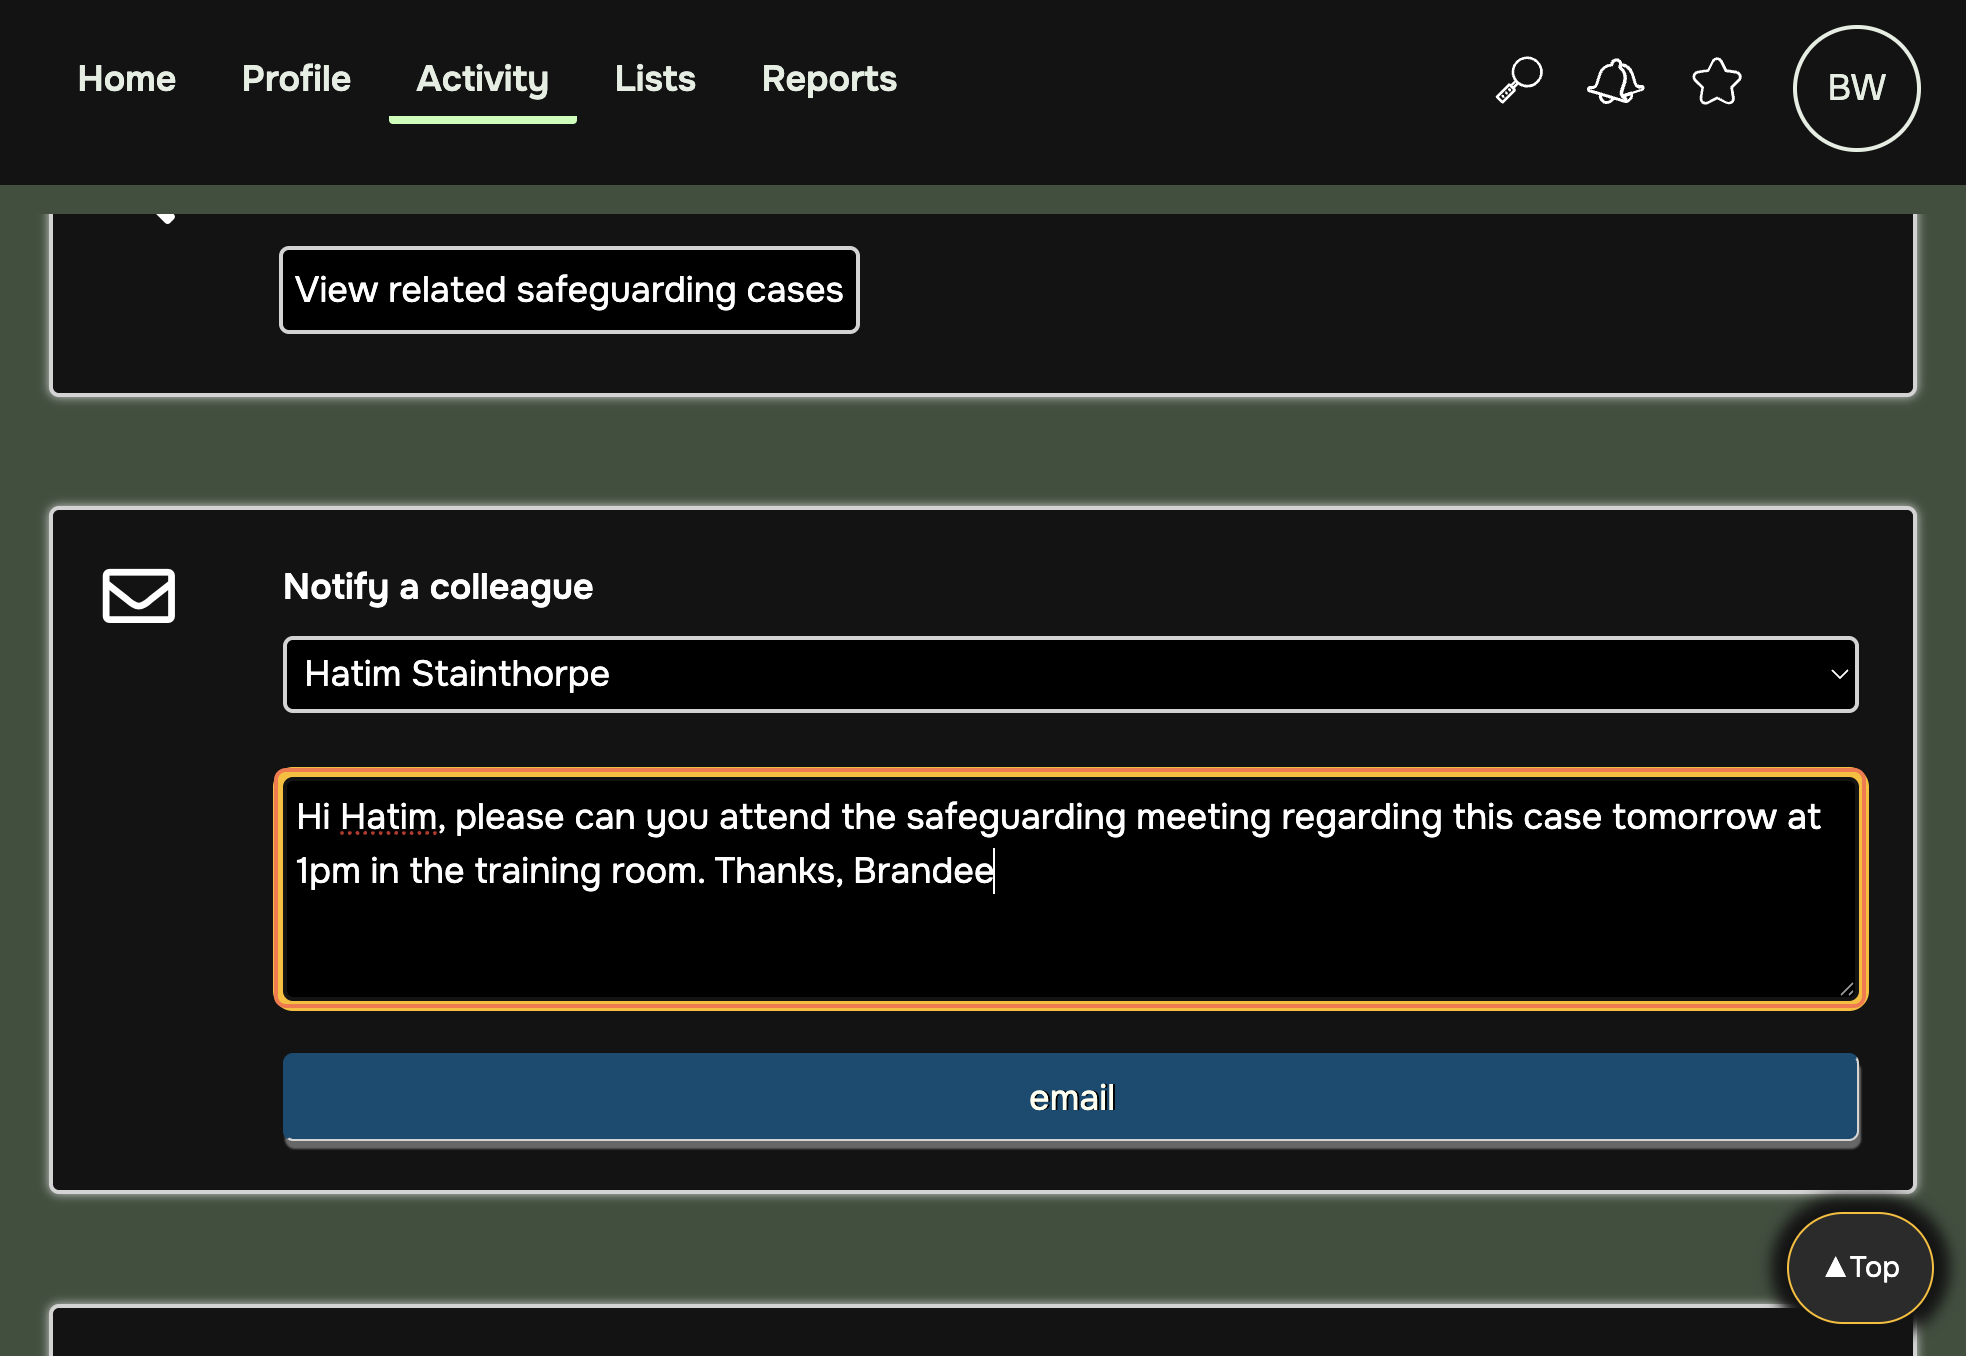 Home Profile Activity Lists Reports BW
View related safeguarding cases
Notify a colleague
Hatim Stainthorpe
Hi Hatim, please can you attend the safeguarding meeting regarding this case tomorrow at
1pm in the training room. Thanks, Brandee
email
▲Top